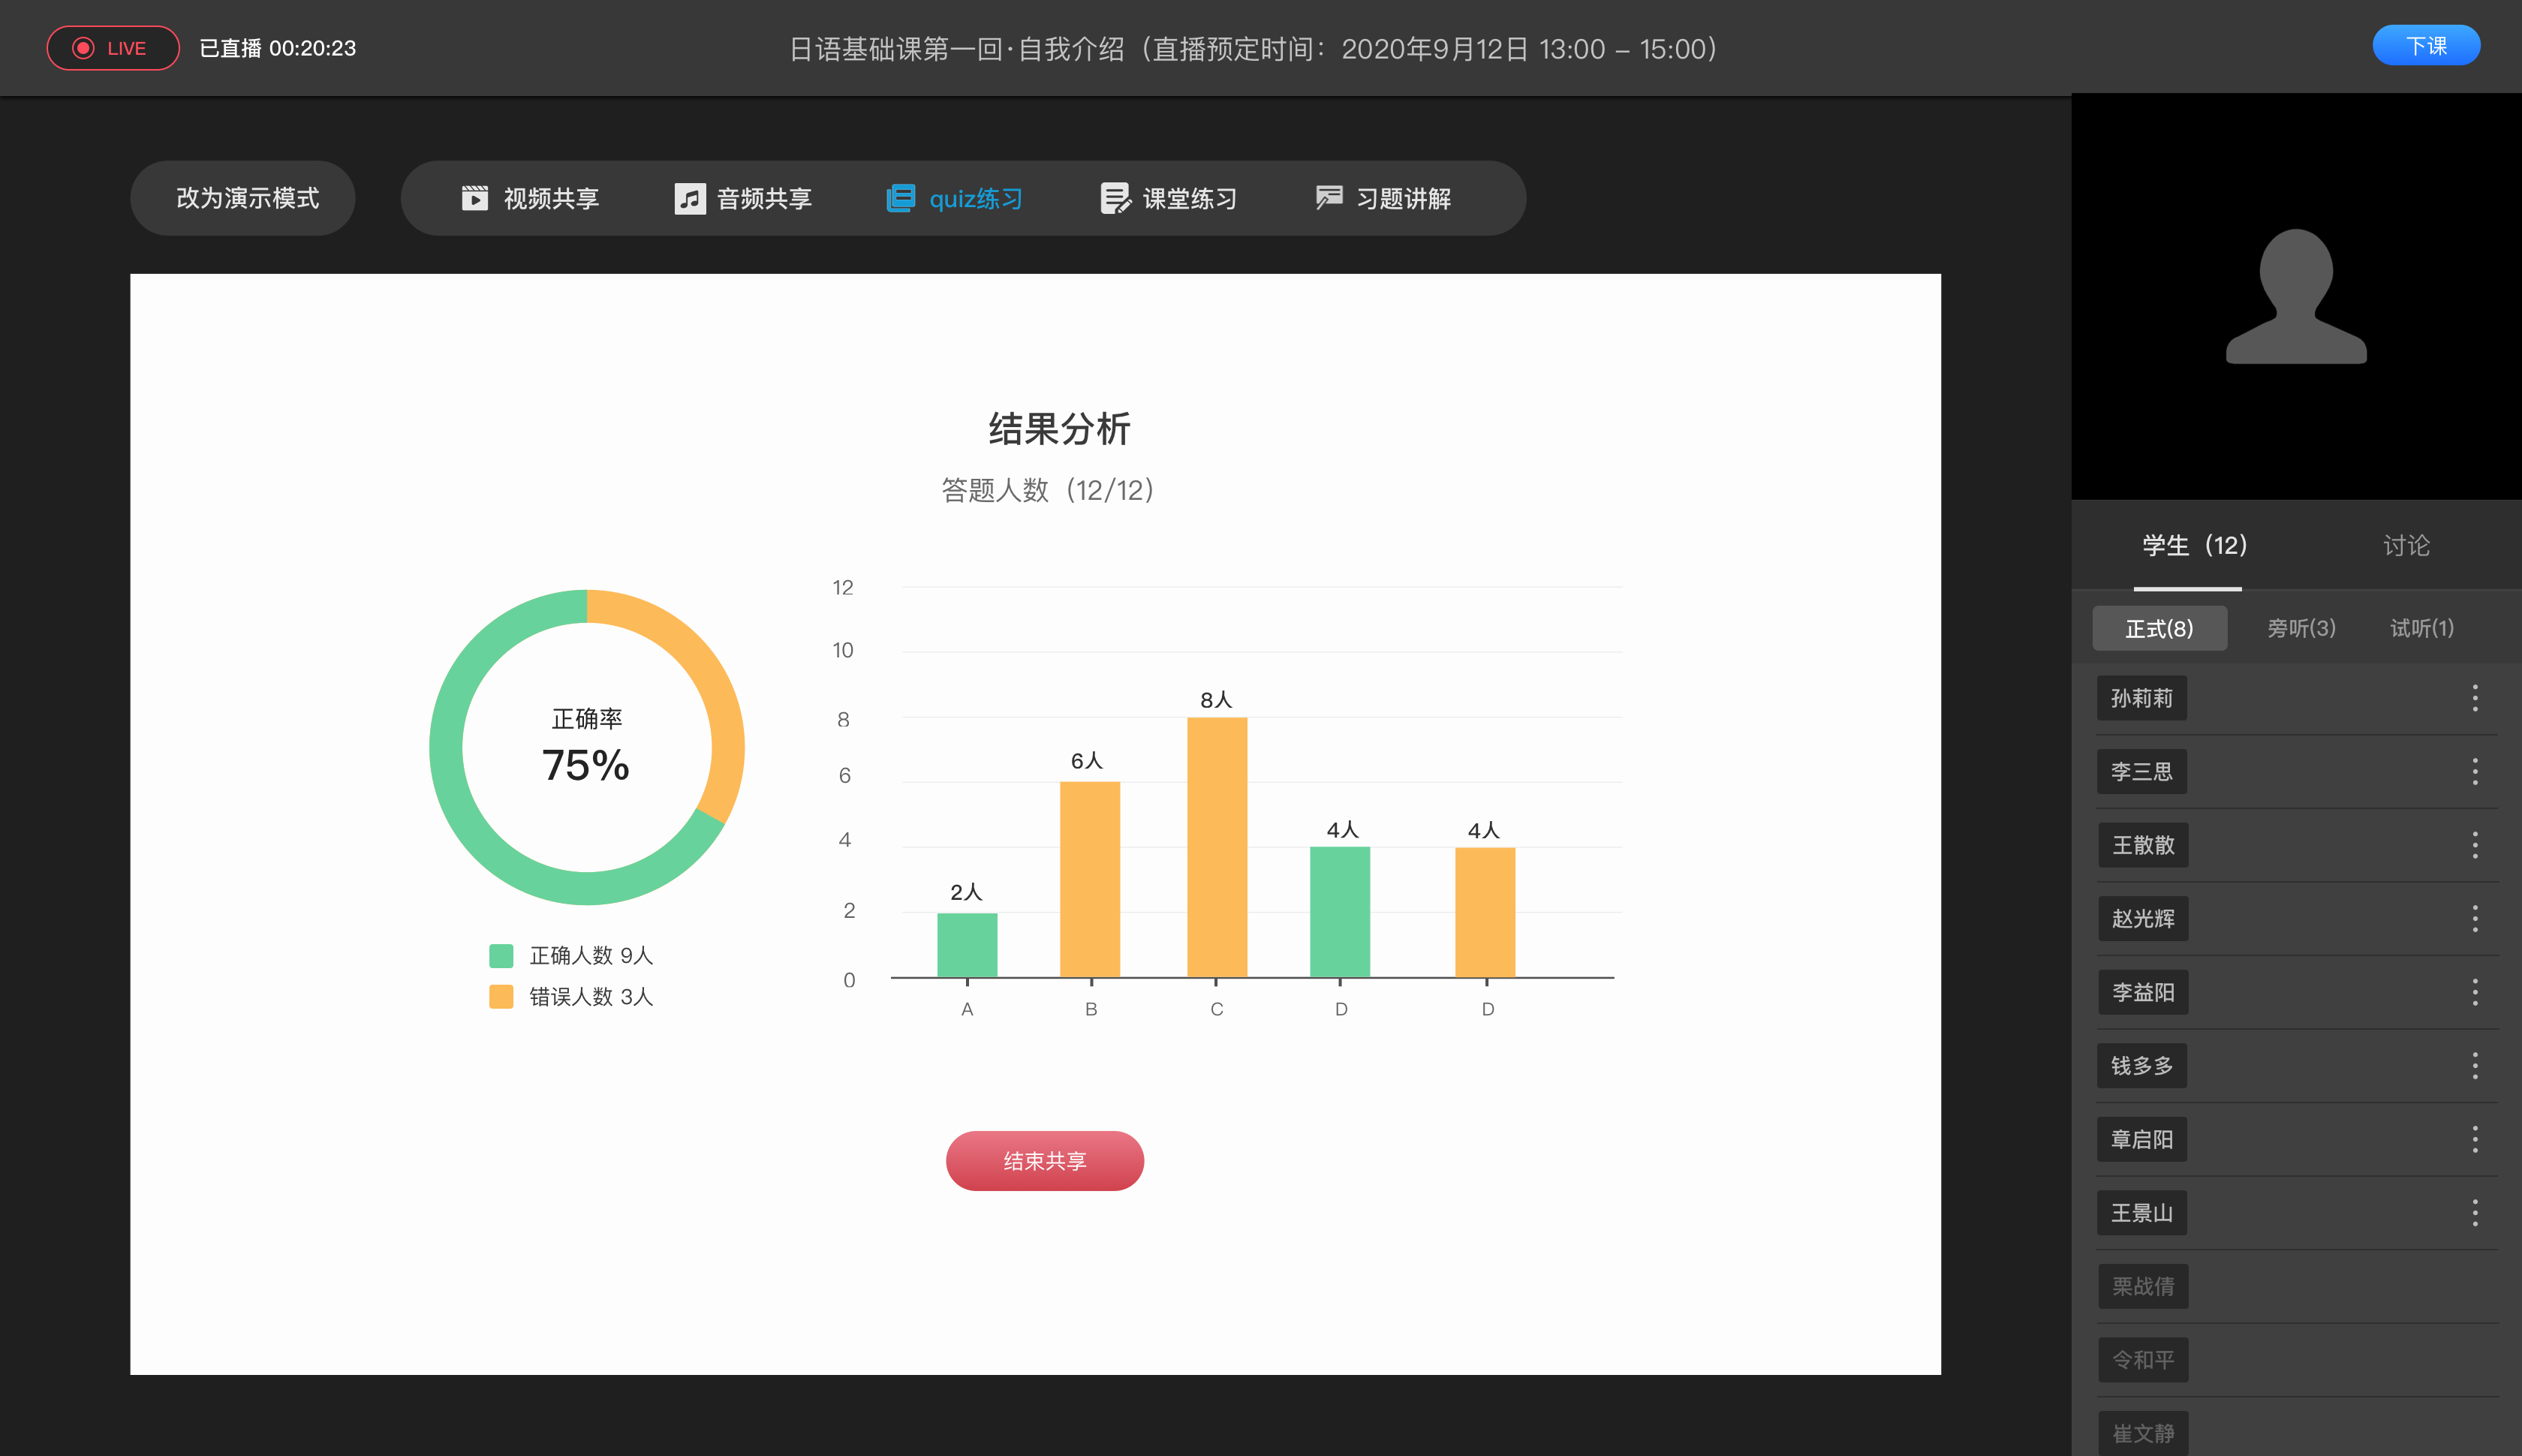 LIVE
已直播 00:20:23
日语基础课第一回·自我介绍（直播预定时间：2020年9月12日 13:00 – 15:00）
下课
改为演示模式
视频共享
音频共享
quiz练习
课堂练习
习题讲解
结果分析
答题人数（12/12）
正确率
75%
正确人数 9人
错误人数 3人
12
10
8
6
4
2
0
2人
6人
8人
4人
4人
A
B
C
D
D
结束共享
学生（12）
讨论
正式(8)
旁听(3)
试听(1)
孙莉莉
李三思
王散散
赵光辉
李益阳
钱多多
章启阳
王景山
栗战倩
令和平
崔文静